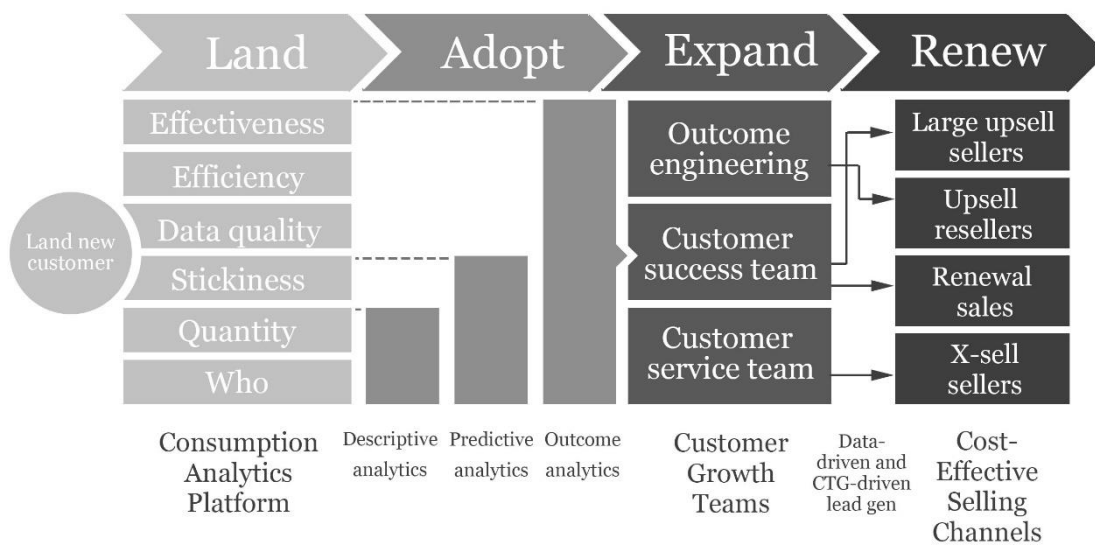 Land
Adopt
Expand
Renew
Land new
customer
Effectiveness
Efficiency
Data quality
Stickiness
Quantity
Who
Outcome
engineering
Customer
success team
Customer
service team
Large upsell
sellers
Upsell
resellers
Renewal
sales
X-sell
sellers
Consumption
Analytics
Platform
Descriptive
analytics
Predictive
analytics
Outcome
analytics
Customer
Growth
Teams
Data-
driven and
CTG-driven
lead gen
Cost-
Effective
Selling
Channels